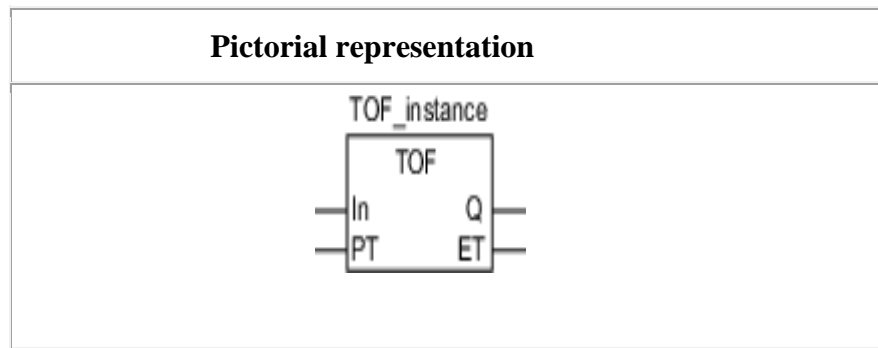 Pictorial representation
TOF_instance
TOF
In Q
PT ET